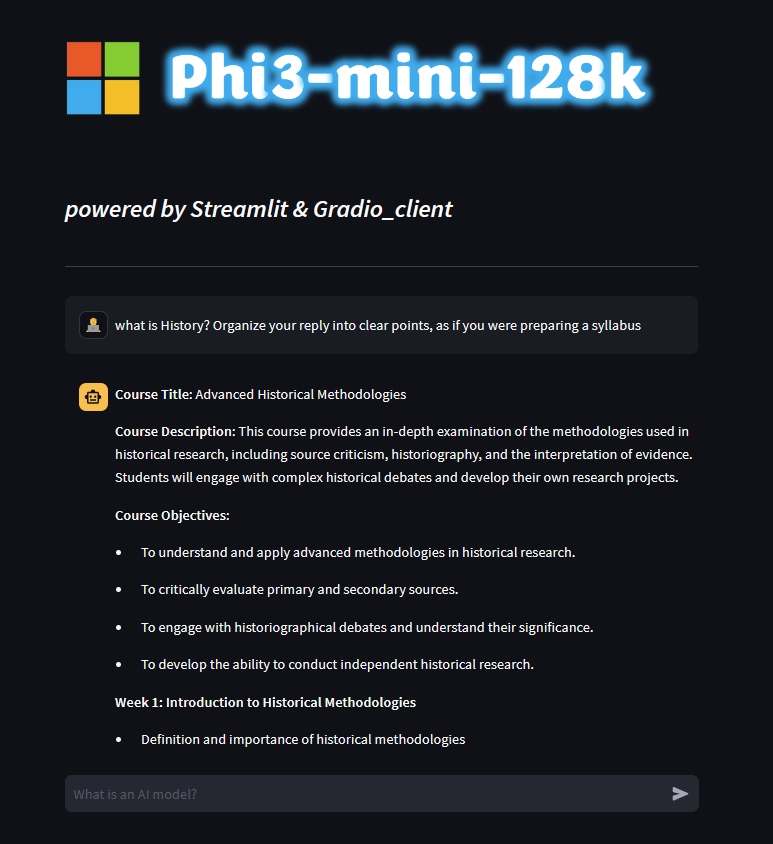 Phi3-mini-128k
powered by Streamlit & Gradio_client
what is History? Organize your reply into clear points, as if you were preparing a syllabus
Course Title: Advanced Historical Methodologies
Course Description: This course provides an in-depth examination of the methodologies used in
historical research, including source criticism, historiography, and the interpretation of evidence.
Students will engage with complex historical debates and develop their own research projects.
Course Objectives:
• To understand and apply advanced methodologies in historical research.
• To critically evaluate primary and secondary sources.
• To engage with historiographical debates and understand their significance.
• To develop the ability to conduct independent historical research.
Week 1: Introduction to Historical Methodologies
• Definition and importance of historical methodologies
What is an AI model?